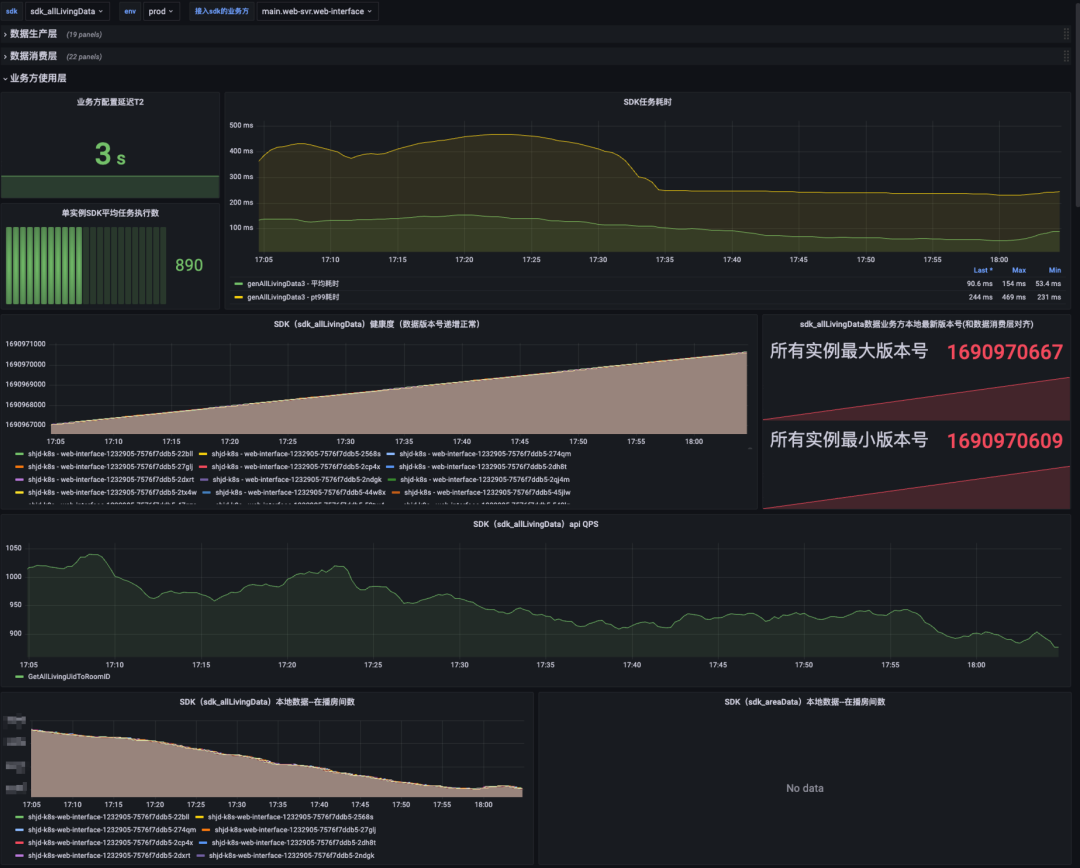 sdk sdk_allLivingData env prod 接入sdk的业务方 main.web-svr.web-interface
数据生产层 (19 panels)
数据消费层 (22 panels)
业务方使用层
业务方配置延迟T2
3 s
单实例SDK平均任务执行数
890
SDK任务耗时
500 ms
400 ms
300 ms
200 ms
100 ms
17:05 17:10 17:15 17:20 17:25 17:30 17:35 17:40 17:45 17:50 17:55 18:00
Last * Max Min
genAllLivingData3 - 平均耗时 90.6 ms 154 ms 53.4 ms
genAllLivingData3 - pt99耗时 244 ms 469 ms 231 ms
SDK（sdk_allLivingData）健康度（数据版本号递增正常）
1690971000
1690970000
1690969000
1690968000
1690967000
17:05 17:10 17:15 17:20 17:25 17:30 17:35 17:40 17:45 17:50 17:55 18:00
shjd-k8s - web-interface-1232905-7576f7ddb5-22bll shjd-k8s - web-interface-1232905-7576f7ddb5-2568s shjd-k8s - web-interface-1232905-7576f7ddb5-274qm
shjd-k8s - web-interface-1232905-7576f7ddb5-27glj shjd-k8s - web-interface-1232905-7576f7ddb5-2cp4x shjd-k8s - web-interface-1232905-7576f7ddb5-2dh8t
shjd-k8s - web-interface-1232905-7576f7ddb5-2dxrt shjd-k8s - web-interface-1232905-7576f7ddb5-2ndgk shjd-k8s - web-interface-1232905-7576f7ddb5-2qj4m
shjd-k8s - web-interface-1232905-7576f7ddb5-2tx4w shjd-k8s - web-interface-1232905-7576f7ddb5-44w8x shjd-k8s - web-interface-1232905-7576f7ddb5-45jlw
sdk_allLivingData数据业务方本地最新版本号(和数据消费层对齐)
所有实例最大版本号 1690970667
所有实例最小版本号 1690970609
SDK（sdk_allLivingData）api QPS
1050
1000
950
900
17:05 17:10 17:15 17:20 17:25 17:30 17:35 17:40 17:45 17:50 17:55 18:00
GetAllLivingUidToRoomID
SDK（sdk_allLivingData）本地数据--在播房间数
17:05 17:10 17:15 17:20 17:25 17:30 17:35 17:40 17:45 17:50 17:55 18:00
shjd-k8s-web-interface-1232905-7576f7ddb5-22bll shjd-k8s-web-interface-1232905-7576f7ddb5-2568s
shjd-k8s-web-interface-1232905-7576f7ddb5-274qm shjd-k8s-web-interface-1232905-7576f7ddb5-27glj
shjd-k8s-web-interface-1232905-7576f7ddb5-2cp4x shjd-k8s-web-interface-1232905-7576f7ddb5-2dh8t
shjd-k8s-web-interface-1232905-7576f7ddb5-2dxrt shjd-k8s-web-interface-1232905-7576f7ddb5-2ndgk
SDK（sdk_areaData）本地数据--在播房间数
No data